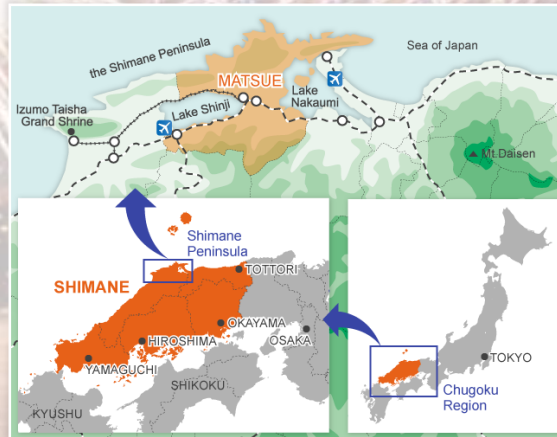 the Shimane Peninsula
Sea of Japan
MATSUE
Lake
Nakaumi
Izumo Taisha
Grand Shrine
Lake Shinji
Mt.Daisen
Shimane
Peninsula
SHIMANE
TOTTORI
OKAYAMA
HIROSHIMA
OSAKA
YAMAGUCHI
SHIKOKU
KYUSHU
TOKYO
Chugoku
Region